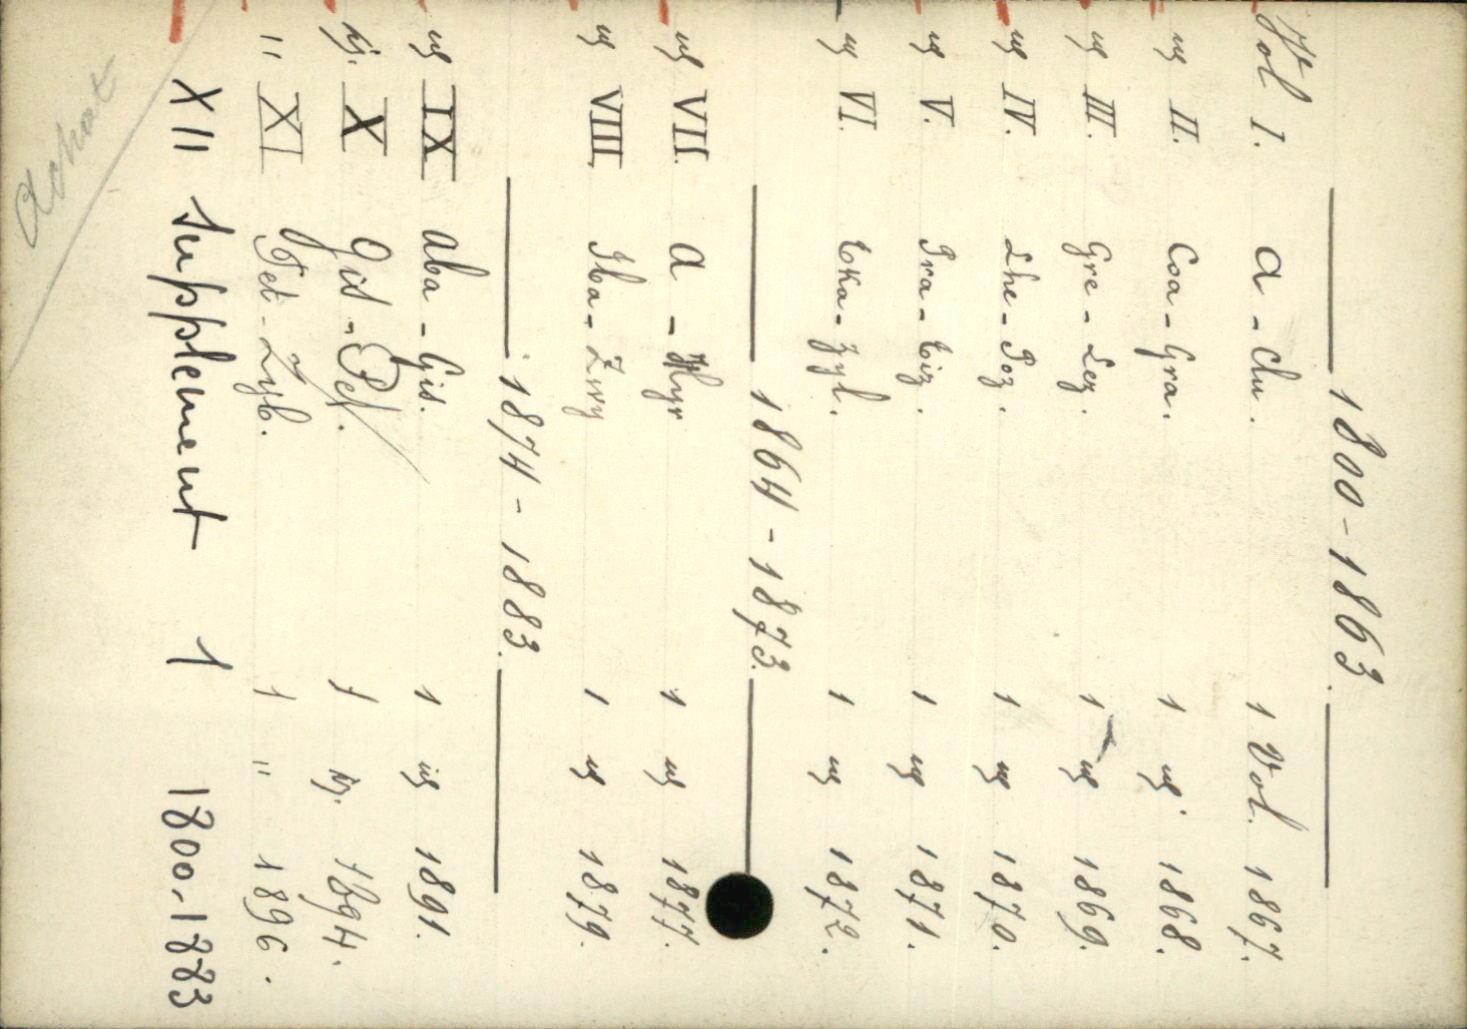 1800-1863.
Vol I. A - Clu. 1 Vol. 1867.
" II. Coa - Gra. 1 " 1868.
" III. Gre - Lez. 1 " 1869.
" IV. Lhe - Poz. 1 " 1870.
" V. Pra - Tiz. 1 " 1871.
" VI. Tka - Zyl. 1 " 1872.
1864 - 1873.
" VII. A - Hyr 1 " 1877.
" VIII. Iba - Zwy 1 " 1879.
1874 - 1883.
" IX Aba - Gis. 1 " 1891.
" X Git - Pet. 1 " 1894.
" XI Pet - Zyb. 1 " 1896.
XII Supplement 1 1800-1883